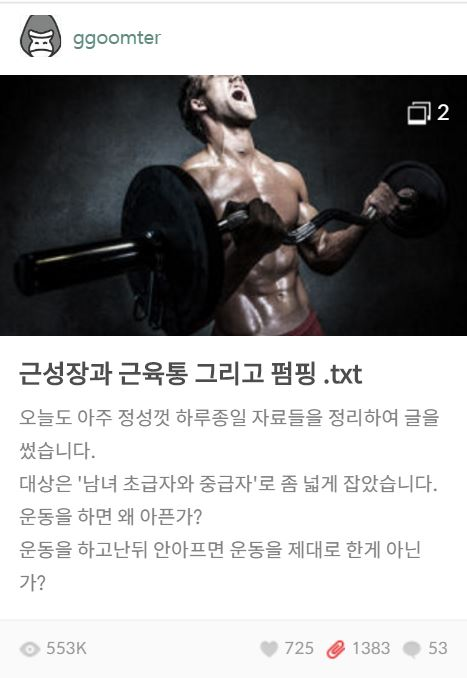 ggoomter
2
근성장과 근육통 그리고 펌핑 .txt
오늘도 아주 정성껏 하루종일 자료들을 정리하여 글을
썼습니다.
대상은 '남녀 초급자와 중급자'로 좀 넓게 잡았습니다.
운동을 하면 왜 아픈가?
운동을 하고난뒤 안아프면 운동을 제대로 한게 아닌
가?
553K 725 1383 53